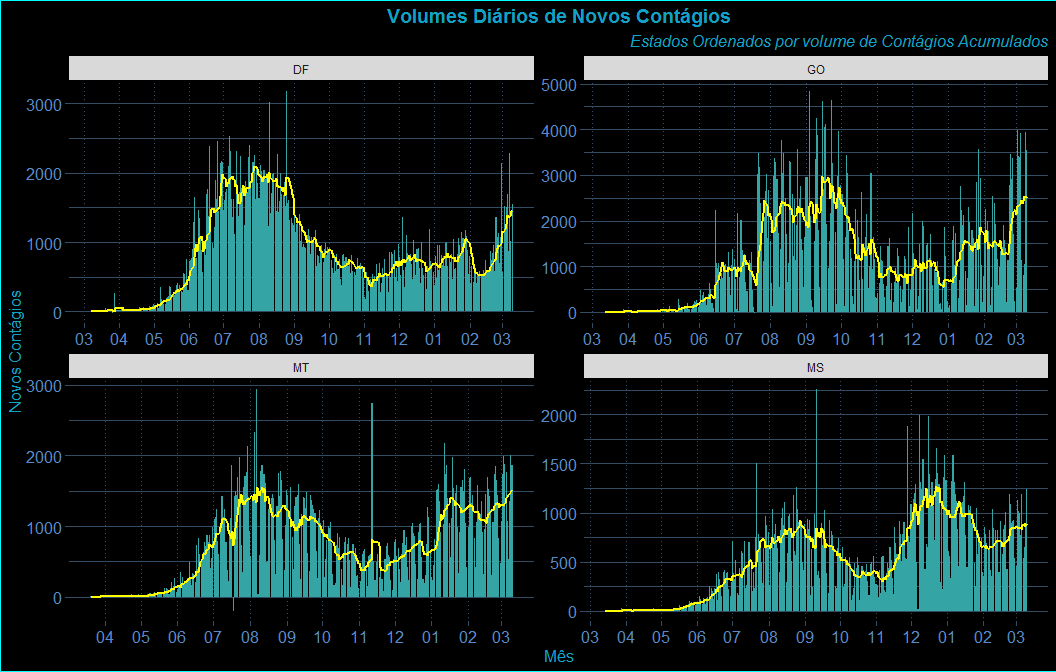 Volumes Diários de Novos Contágios
Estados Ordenados por volume de Contágios Acumulados
DF
GO
3000
2000
1000
0
03 04 05 06 07 08 09 10 11 12 01 02 03
5000
4000
3000
2000
1000
0
03 04 05 06 07 08 09 10 11 12 01 02 03
Novos Contágios
MT
MS
3000
2000
1000
0
04 05 06 07 08 09 10 11 12 01 02 03
2000
1500
1000
500
0
03 04 05 06 07 08 09 10 11 12 01 02 03
Mês